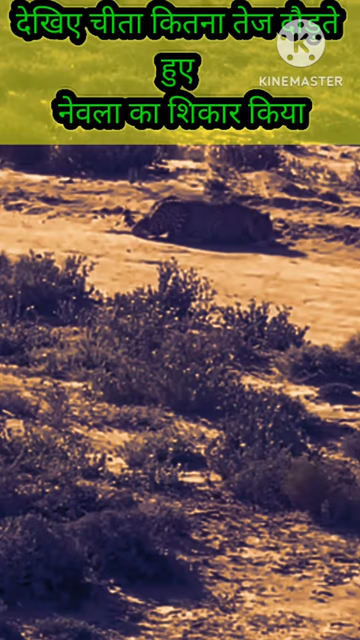 देखिए चीता कितना तेज दौड़ते
हुए
नेवला का शिकार किया
KINEMASTER